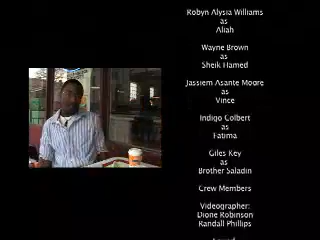 Robyn Alysia Williams
as
Aliah
Wayne Brown
as
Sheik Hamed
Jassiem Asante Moore
as
Vince
Indigo Colbert
as
Fatima
Giles Key
as
Brother Saladin
Crew Members
Videographer:
Dione Robinson
Randall Phillips